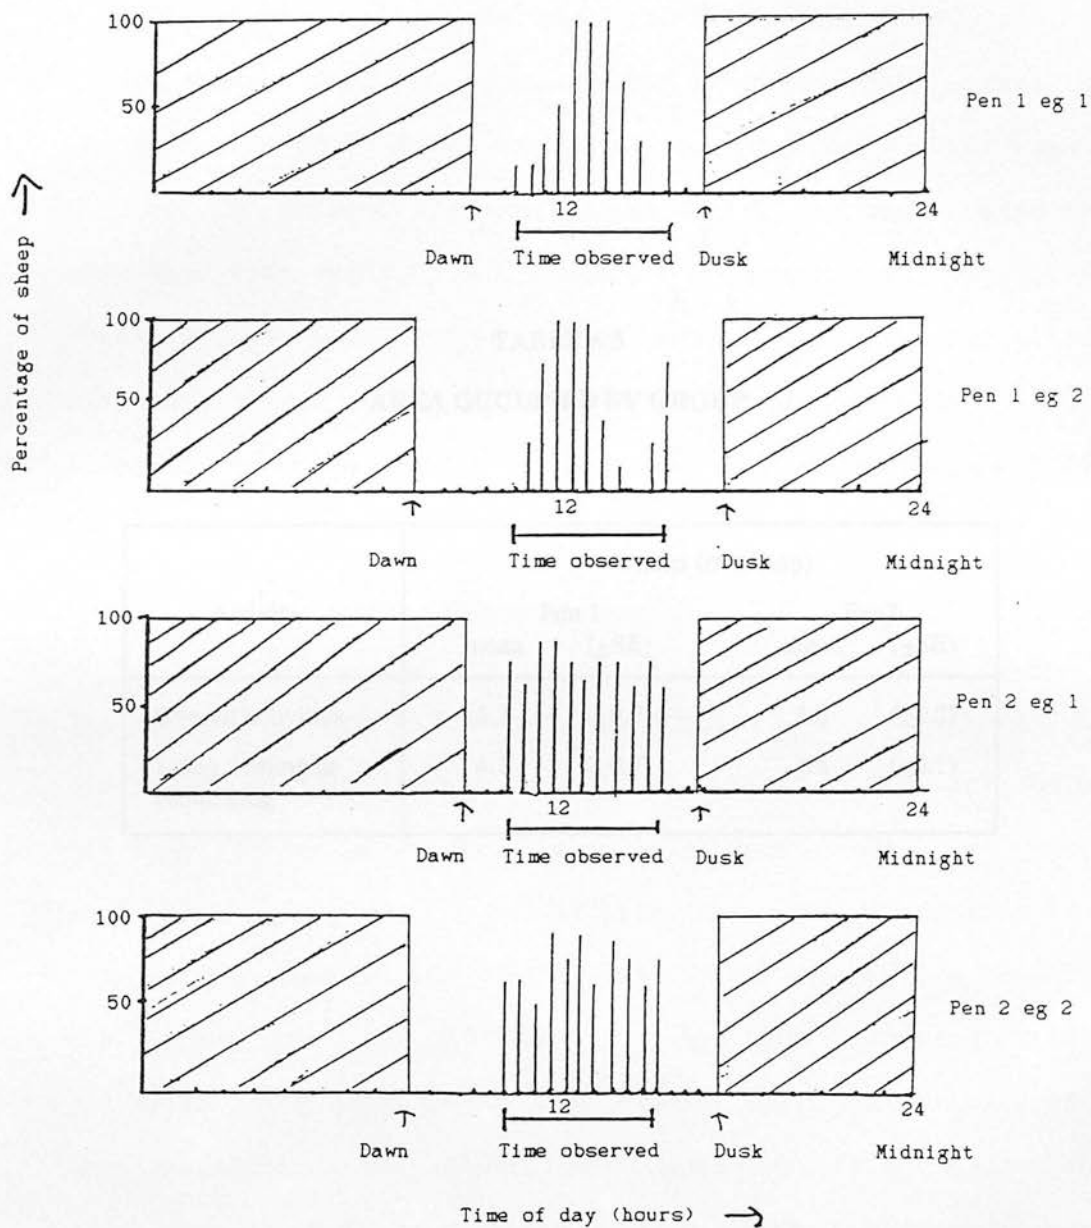 Percentage of sheep
100
50
Pen 1 eg 1
12
24
Dawn
Time observed
Dusk
Midnight
100
50
Pen 1 eg 2
12
24
Dawn
Time observed
Dusk
Midnight
100
50
Pen 2 eg 1
12
24
Dawn
Time observed
Dusk
Midnight
100
50
Pen 2 eg 2
12
24
Dawn
Time observed
Dusk
Midnight
Time of day (hours)